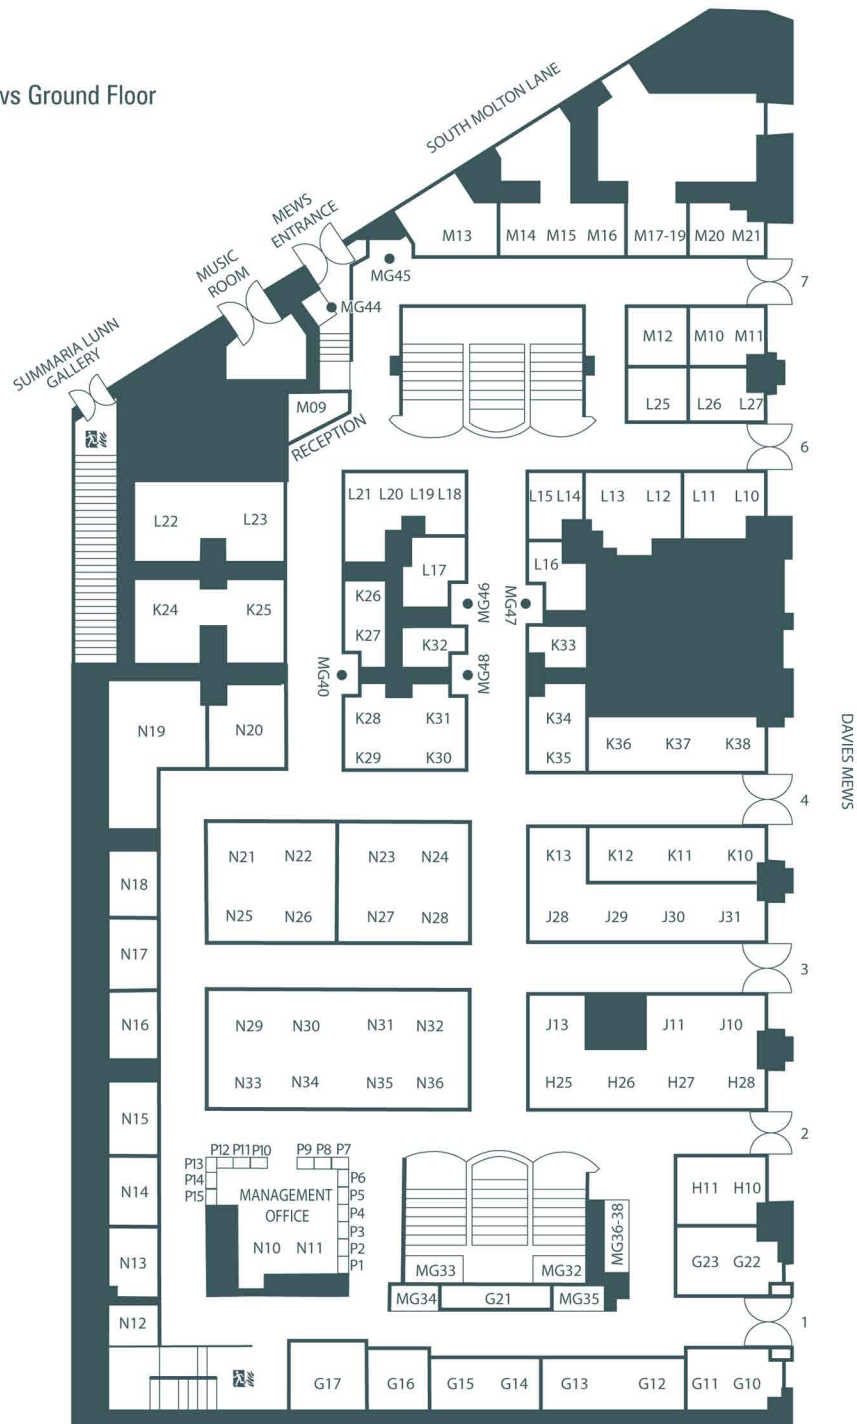 vs Ground Floor
SOUTH MOLTON LANE
MEWS
ENTRANCE
MUSIC
ROOM
SUMMARIA LUNN
GALLERY
M13
M14 M15 M16
M17-19
M20 M21
MG45
7
MG44
M12
M10 M11
M09
RECEPTION
L25
L26 L27
6
L21 L20 L19 L18
L15 L14
L13 L12
L11 L10
L22
L23
L17
L16
K24
K25
K26
MG46
MG47
K27
K32
K33
MG40
MG48
N19
N20
K28
K31
K34
K29
K30
K35
K36 K37 K38
DAVIES MEWS
4
N21 N22
N23 N24
K13
K12 K11 K10
N18
N25 N26
N27 N28
J28 J29 J30 J31
N17
3
N16
N29 N30 N31 N32
J13
J11 J10
N33 N34 N35 N36
H25 H26 H27 H28
N15
2
P12 P11 P10
P9 P8 P7
P13
P14
P15
P6
P5
P4
P3
P2
P1
MANAGEMENT
OFFICE
N10 N11
N14
H11 H10
MG36-38
N13
MG33
MG32
G23 G22
MG34
G21
MG35
N12
1
G17
G16
G15 G14
G13 G12
G11 G10